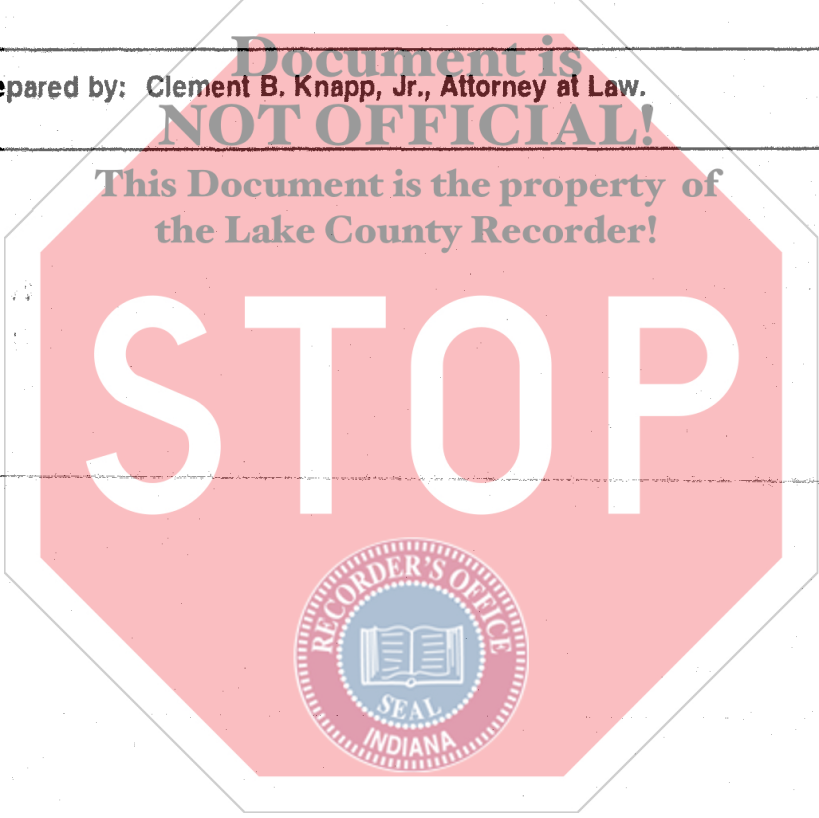 Document is
epared by: Clement B. Knapp, Jr., Attorney at Law.
NOT OFFICIAL!
This Document is the property of
the Lake County Recorder!
STOP
RECORDER'S OFFICE
SEAL
INDIANA